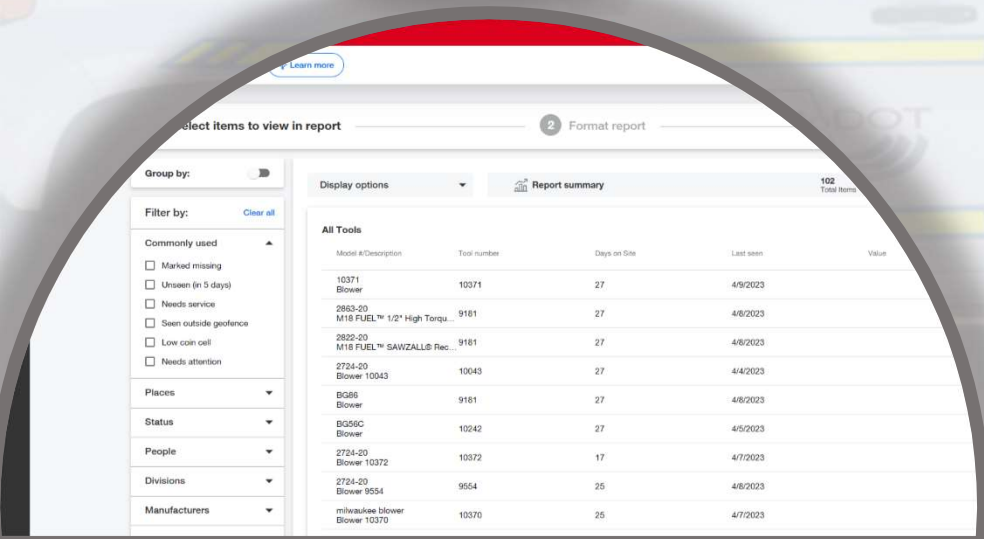 Learn more
elect items to view in report
2 Format report
Group by:
Display options
Report summary
102
Total Items
Filter by:
Clear all
Commonly used
Marked missing
Unseen (in 5 days)
Needs service
Seen outside geofence
Low coin cell
Needs attention
Places
Status
People
Divisions
Manufacturers
All Tools
Model #/Description Tool number Days on Site Last seen Value
10371
Blower 10371 27 4/9/2023
2863-20
M18 FUEL™ 1/2" High Torqu... 9181 27 4/8/2023
2822-20
M18 FUEL™ SAWZALL® Rec... 9181 27 4/8/2023
2724-20
Blower 10043 10043 27 4/4/2023
BG86
Blower 9181 27 4/8/2023
BG56C
Blower 10242 27 4/5/2023
2724-20
Blower 10372 10372 17 4/7/2023
2724-20
Blower 9554 9554 25 4/8/2023
milwaukee blower
Blower 10370 10370 25 4/7/2023
DOT